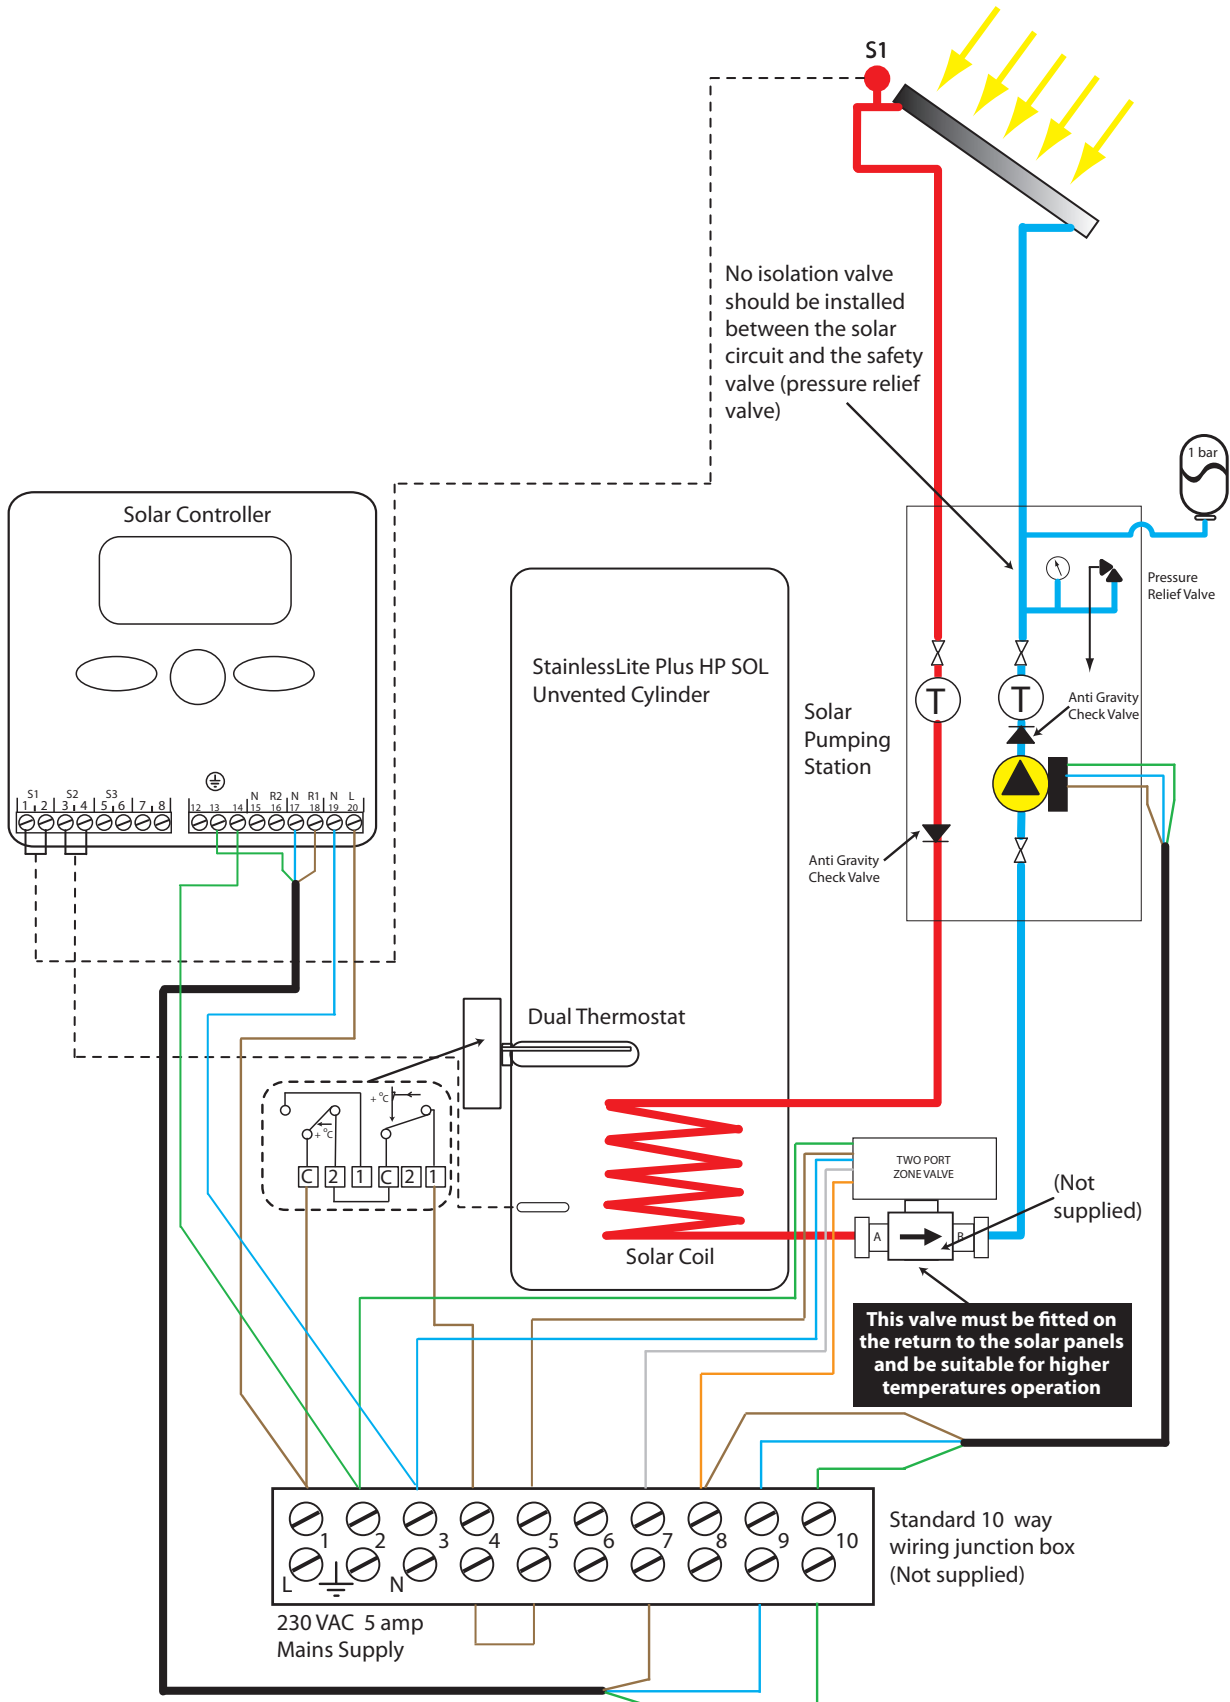 S1
No isolation valve
should be installed
between the solar
circuit and the safety
valve (pressure relief
valve)
1 bar
Solar Controller
Pressure
Relief Valve
StainlessLite Plus HP SOL
Unvented Cylinder
T
T
Anti Gravity
Check Valve
Solar
Pumping
Station
S1 S2 S3
1 2 3 4 5 6 7 8
N R2 N R1 N L
12 13 14 15 16 17 18 19 20
Anti Gravity
Check Valve
Dual Thermostat
+ °C
+ °C
C 2 1 C 2 1
TWO PORT
ZONE VALVE
(Not
supplied)
A B
Solar Coil
This valve must be fitted on
the return to the solar panels
and be suitable for higher
temperatures operation
1 2 3 4 5 6 7 8 9 10
L N
Standard 10 way
wiring junction box
(Not supplied)
230 VAC 5 amp
Mains Supply